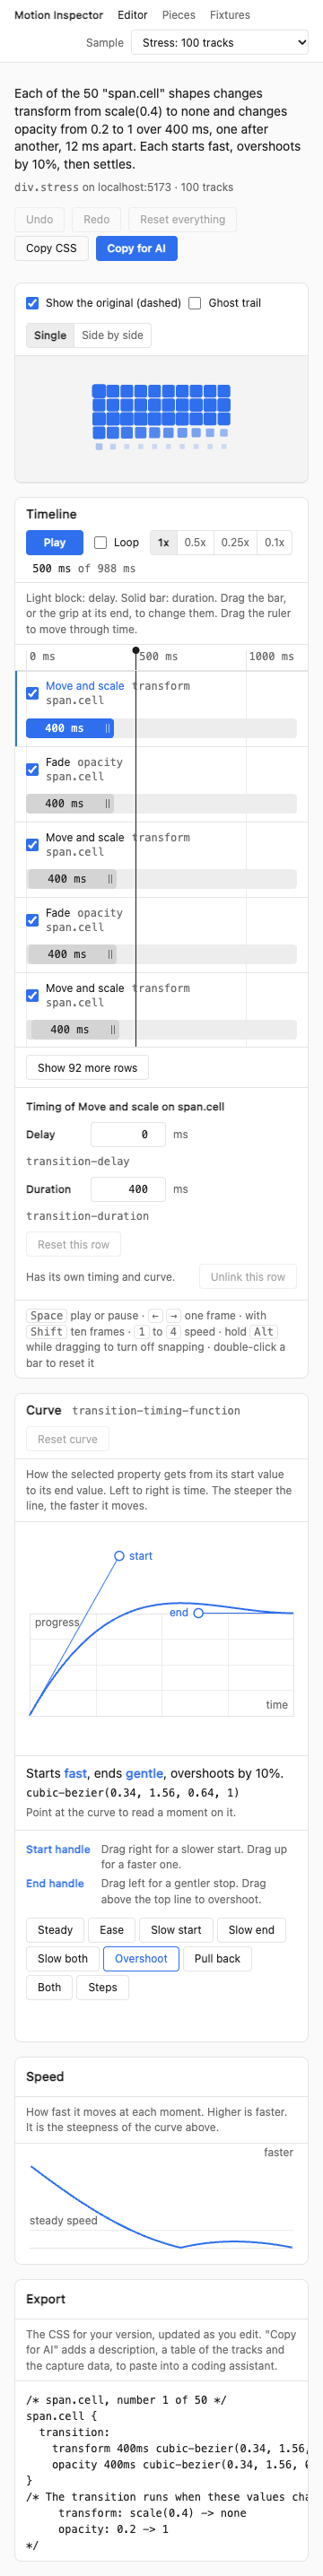 Motion Inspector Editor Pieces Fixtures
Sample Stress: 100 tracks
Each of the 50 "span.cell" shapes changes
transform from scale(0.4) to none and changes
opacity from 0.2 to 1 over 400 ms, one after
another, 12 ms apart. Each starts fast, overshoots
by 10%, then settles.
div.stress on localhost:5173 · 100 tracks
Undo Redo Reset everything
Copy CSS Copy for AI
Show the original (dashed) Ghost trail
Single Side by side
Timeline
Play Loop 1x 0.5x 0.25x 0.1x
500 ms of 988 ms
Light block: delay. Solid bar: duration. Drag the bar,
or the grip at its end, to change them. Drag the ruler
to move through time.
0 ms 500 ms 1000 ms
Move and scale transform
span.cell
400 ms
Fade opacity
span.cell
400 ms
Move and scale transform
span.cell
400 ms
Fade opacity
span.cell
400 ms
Move and scale transform
span.cell
400 ms
Show 92 more rows
Timing of Move and scale on span.cell
Delay 0 ms
transition-delay
Duration 400 ms
transition-duration
Reset this row
Has its own timing and curve. Unlink this row
Space play or pause · ← → one frame · with
Shift ten frames · 1 to 4 speed · hold Alt
while dragging to turn off snapping · double-click a
bar to reset it
Curve transition-timing-function
Reset curve
How the selected property gets from its start value
to its end value. Left to right is time. The steeper the
line, the faster it moves.
start
end
progress
time
Starts fast, ends gentle, overshoots by 10%.
cubic-bezier(0.34, 1.56, 0.64, 1)
Point at the curve to read a moment on it.
Start handle Drag right for a slower start. Drag up
for a faster one.
End handle Drag left for a gentler stop. Drag
above the top line to overshoot.
Steady Ease Slow start Slow end
Slow both Overshoot Pull back
Both Steps
Speed
How fast it moves at each moment. Higher is faster.
It is the steepness of the curve above.
faster
steady speed
Export
The CSS for your version, updated as you edit. "Copy
for AI" adds a description, a table of the tracks and
the capture data, to paste into a coding assistant.
/* span.cell, number 1 of 50 */
span.cell {
transition:
transform 400ms cubic-bezier(0.34, 1.56,
opacity 400ms cubic-bezier(0.34, 1.56, 0
}
/* The transition runs when these values cha
transform: scale(0.4) -> none
opacity: 0.2 -> 1
*/